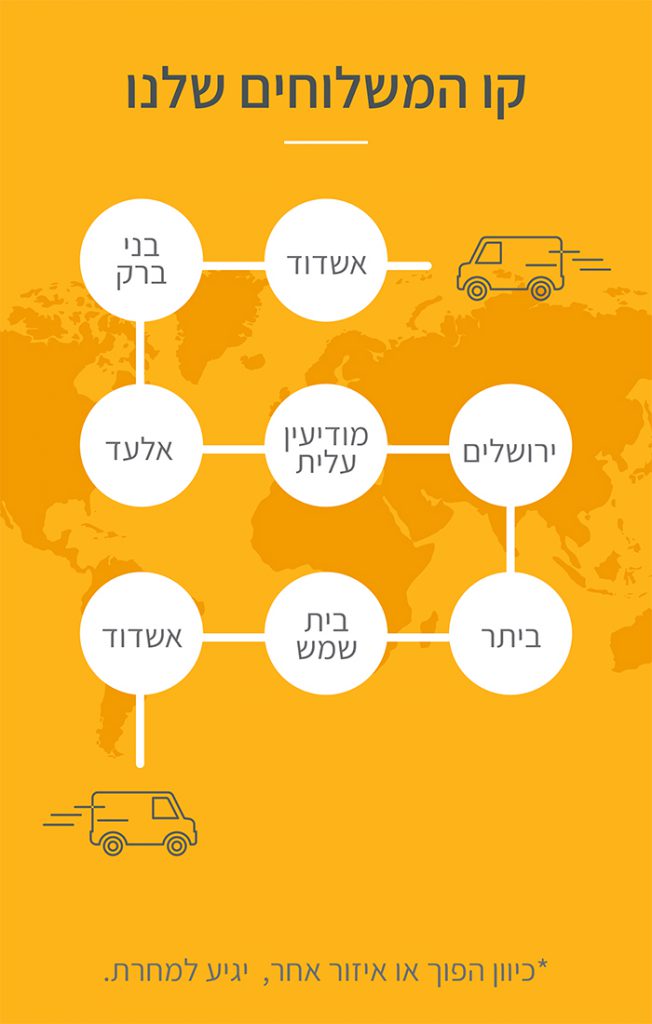 קו המשלוחים שלנו
אשדוד
בני
ברק
אלעד
מודיעין
עלית
ירושלים
ביתר
בית
שמש
אשדוד
*כיוון הפוך או איזור אחר, יגיע למחרת.